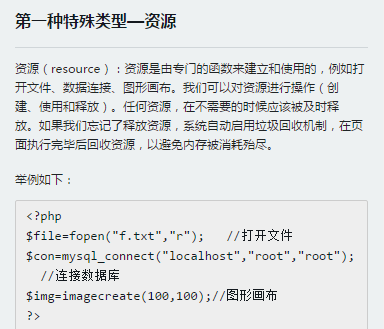 第一种特殊类型—资源
资源（resource）：资源是由专门的函数来建立和使用的，例如打
开文件、数据连接、图形画布。我们可以对资源进行操作（创
建、使用和释放）。任何资源，在不需要的时候应该被及时释
放。如果我们忘记了释放资源，系统自动启用垃圾回收机制，在页
面执行完毕后回收资源，以避免内存被消耗殆尽。
举例如下：
<?php
$file=fopen("f.txt","r");   //打开文件
$con=mysql_connect("localhost","root","root");
//连接数据库
$img=imagecreate(100,100);//图形画布
?>